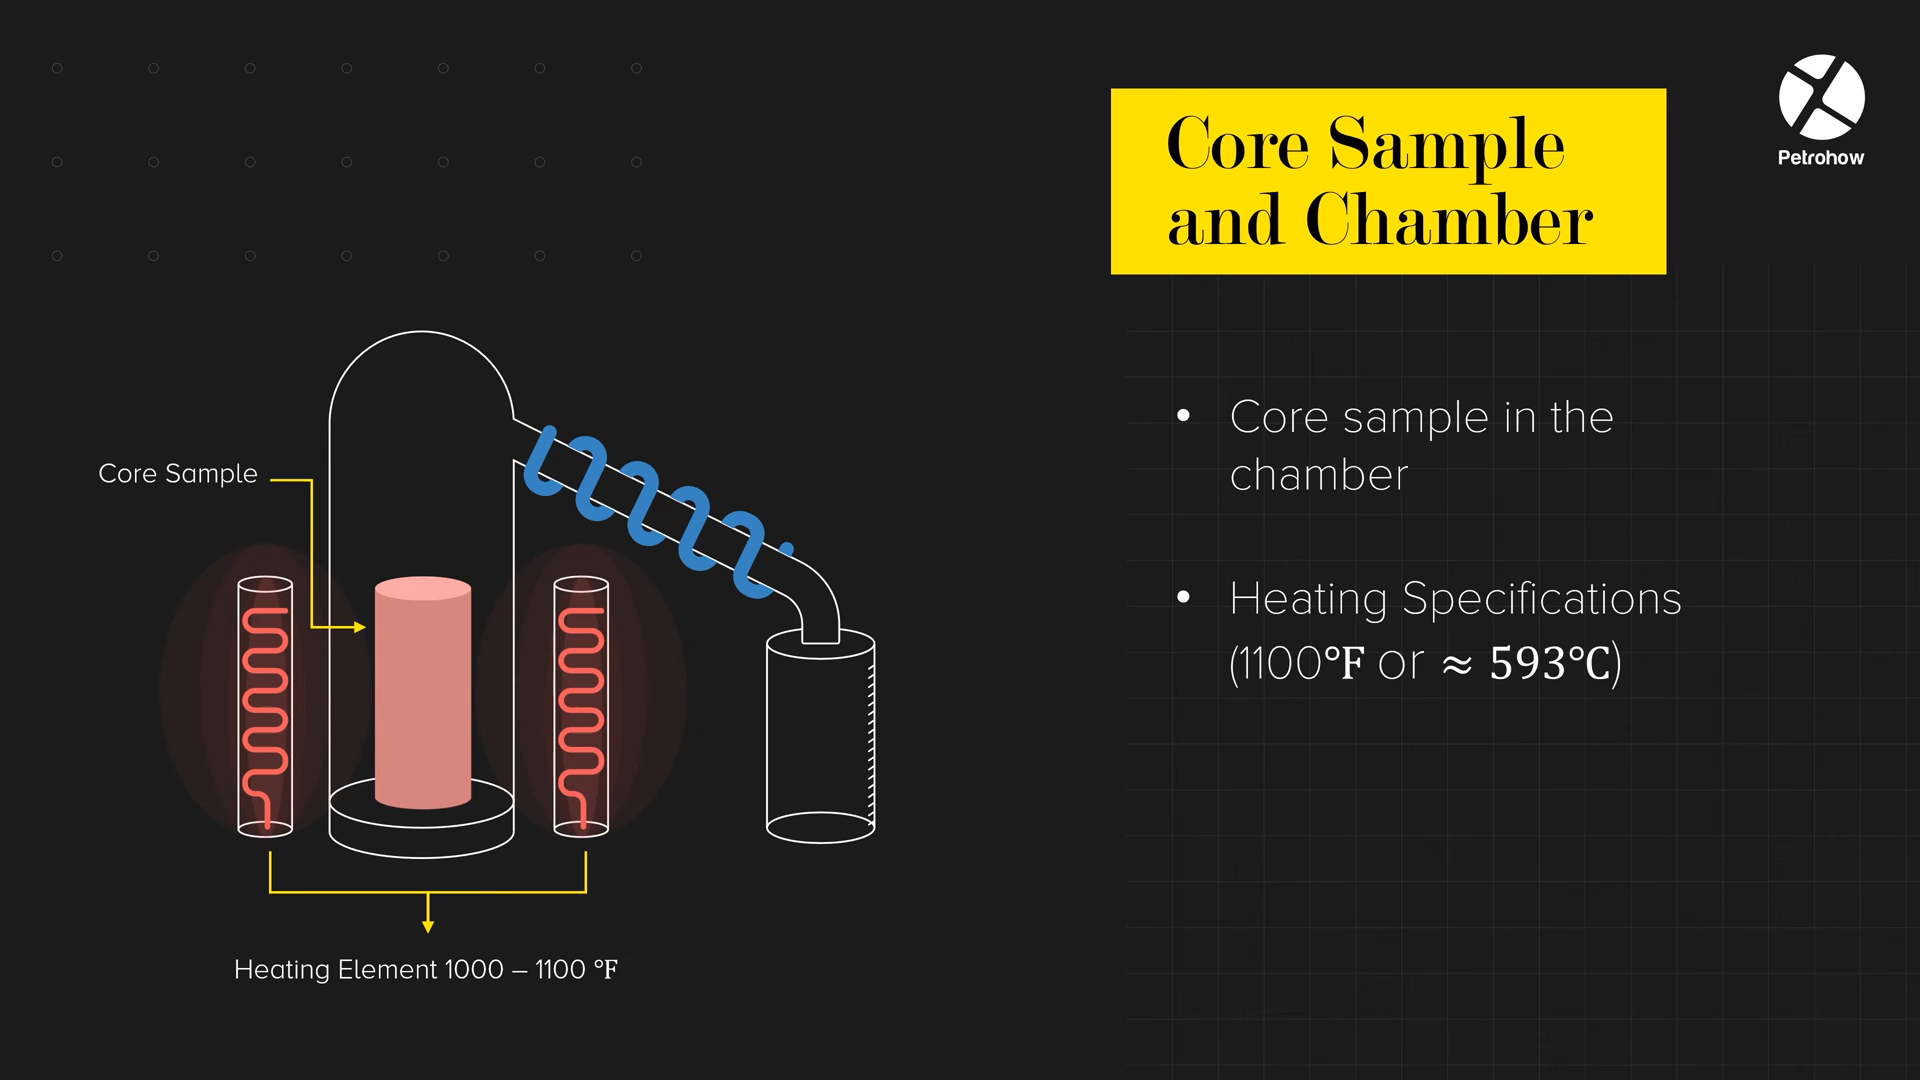 Core Sample
and Chamber
Petrohow
Core Sample
• Core sample in the
chamber
• Heating Specifications
(1100°F or ≈ 593°C)
Heating Element 1000 – 1100 °F